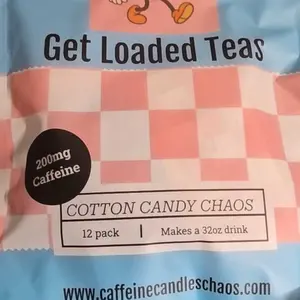 Get Loaded Teas
200mg
Caffeine
COTTON CANDY CHAOS
12 pack | Makes a 32oz drink
www.caffeinecandleschaos.com